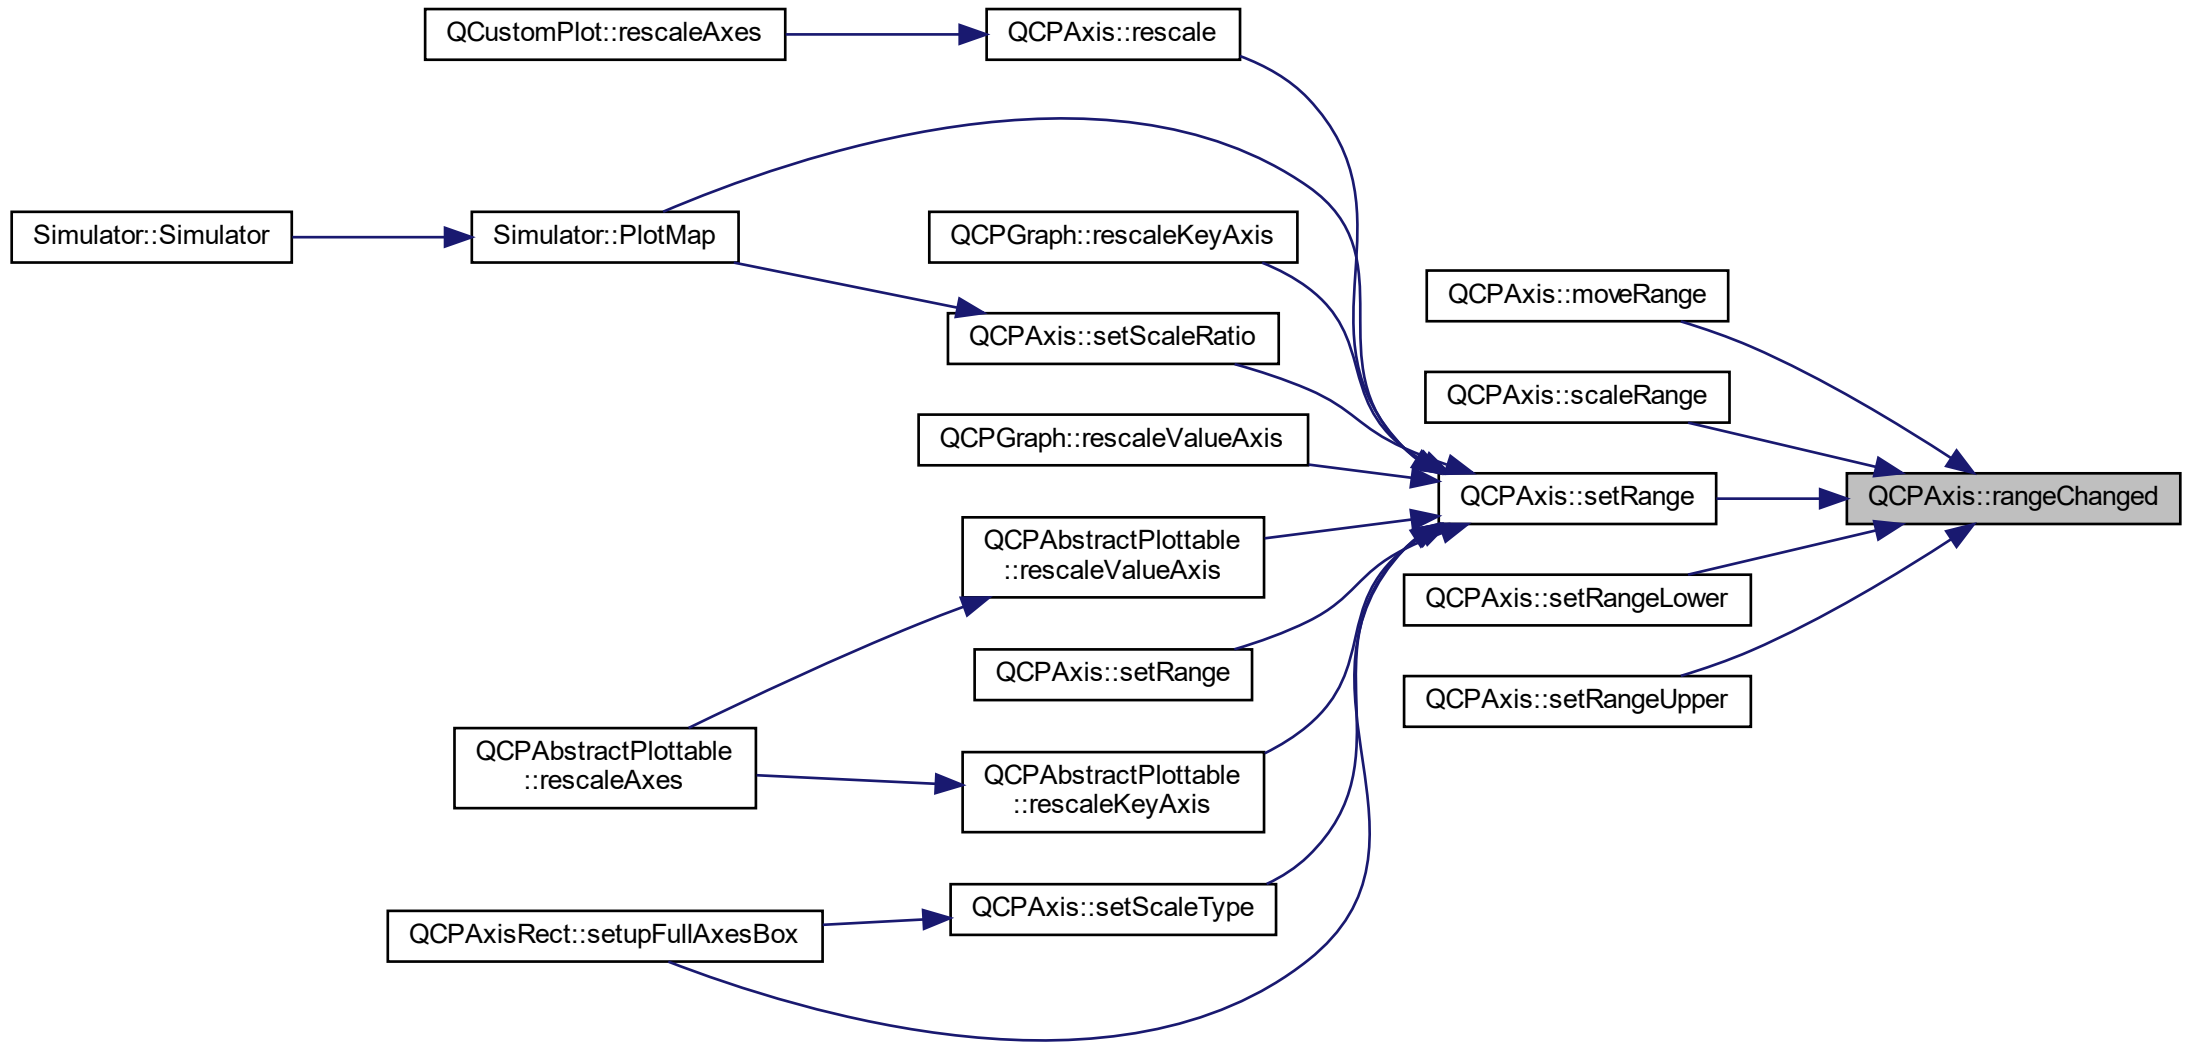 QCustomPlot::rescaleAxes
QCPAxis::rescale
Simulator::Simulator
Simulator::PlotMap
QCPGraph::rescaleKeyAxis
QCPAxis::moveRange
QCPAxis::setScaleRatio
QCPAxis::scaleRange
QCPGraph::rescaleValueAxis
QCPAxis::setRange
QCPAxis::rangeChanged
QCPAbstractPlottable
::rescaleValueAxis
QCPAxis::setRangeLower
QCPAxis::setRange
QCPAxis::setRangeUpper
QCPAbstractPlottable
::rescaleAxes
QCPAbstractPlottable
::rescaleKeyAxis
QCPAxis::setScaleType
QCPAxisRect::setupFullAxesBox